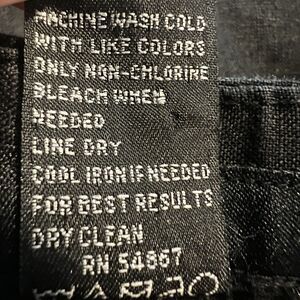 MACHINE WASH COLD
WITH LIKE COLORS
ONLY NON-CHLORINE
BLEACH WHEN
NEEDED
LINE DRY
COOL IRON IF NEEDED
FOR BEST RESULTS
DRY CLEAN
RN 54867